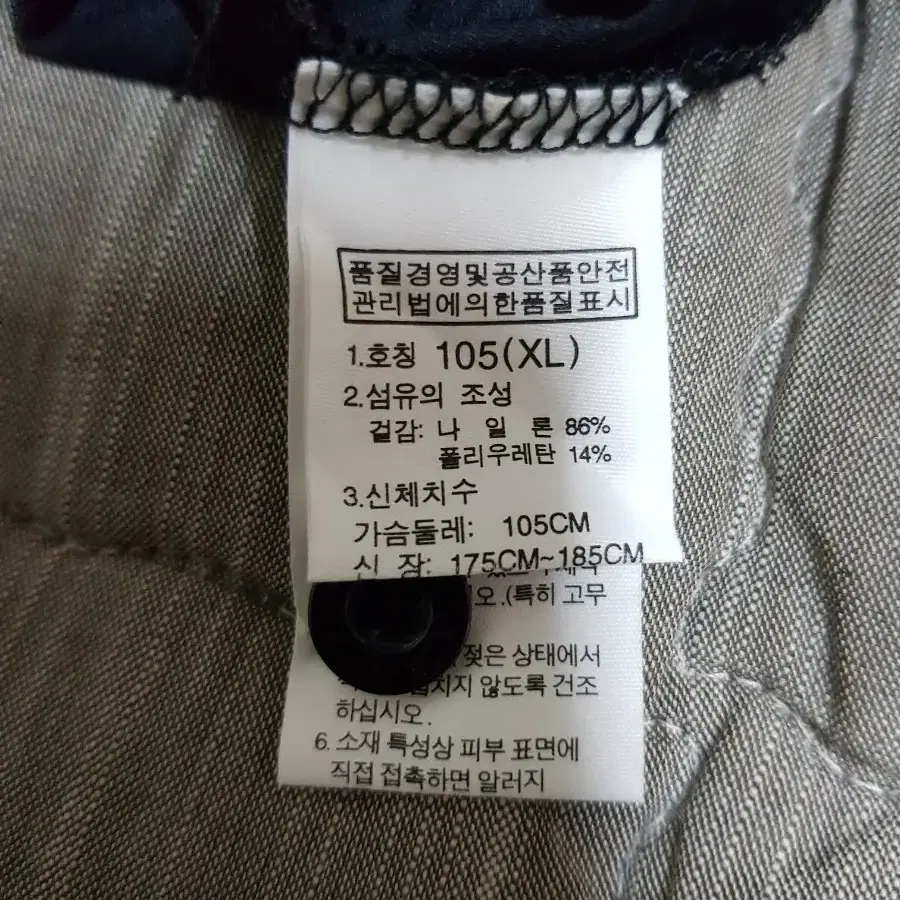 품질경영및공산품안전
관리법에의한품질표시
1.호칭 105(XL)
2.섬유의 조성
겉감: 나 일 론 86%
폴리우레탄 14%
3.신체치수
가슴둘레: 105CM
신 장: 175CM~185CM
오.(특히 고무
젖은 상태에서
않도록 건조
하십시오.
6. 소재 특성상 피부 표면에
직접 접촉하면 알러지